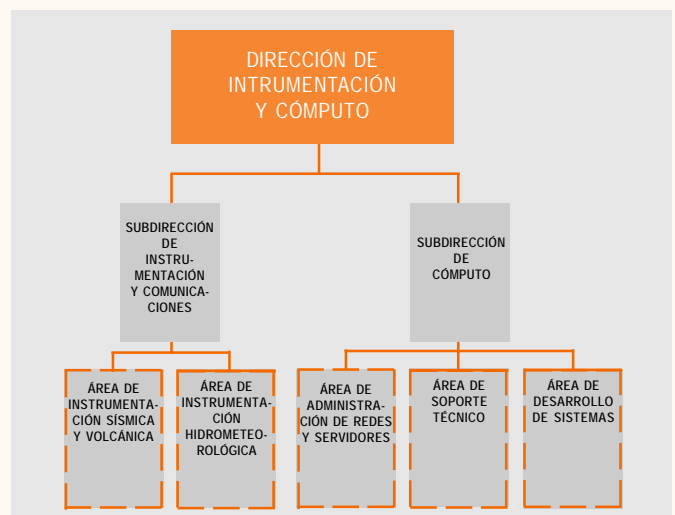 DIRECCIÓN DE
INTRUMENTACIÓN
Y CÓMPUTO
SUBDIRECCIÓN
DE
INSTRU-
MENTACIÓN
Y COMUNICA-
CIONES
SUBDIRECCIÓN
DE
CÓMPUTO
ÁREA DE
INSTRUMENTA-
CIÓN SÍSMICA
Y VOLCÁNICA
ÁREA DE
INSTRUMENTA-
CIÓN
HIDROMETEO-
ROLÓGICA
ÁREA DE
ADMINISTRA-
CIÓN DE REDES
Y SERVIDORES
ÁREA DE
SOPORTE
TÉCNICO
ÁREA DE
DESARROLLO
DE SISTEMAS